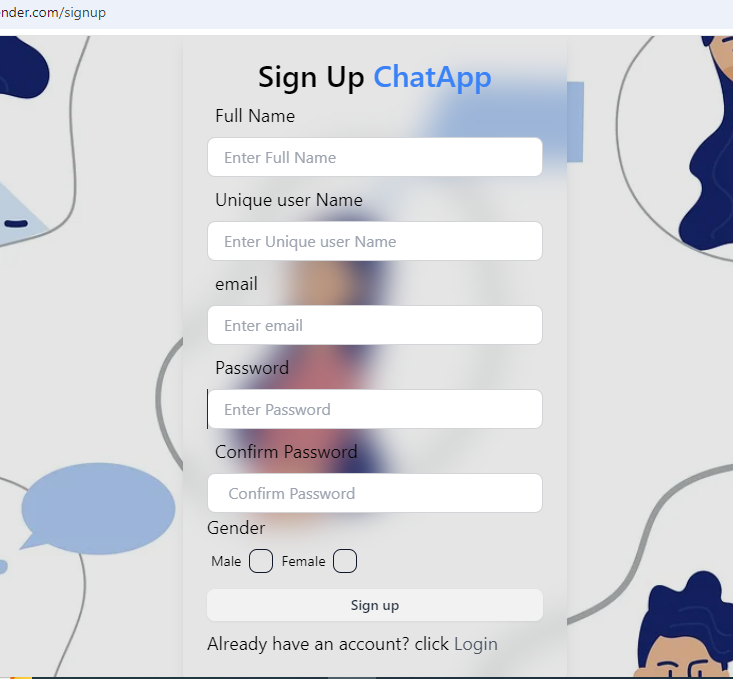 nder.com/signup
Sign Up ChatApp
Full Name
Enter Full Name
Unique user Name
Enter Unique user Name
email
Enter email
Password
Enter Password
Confirm Password
Confirm Password
Gender
Male Female
Sign up
Already have an account? click Login